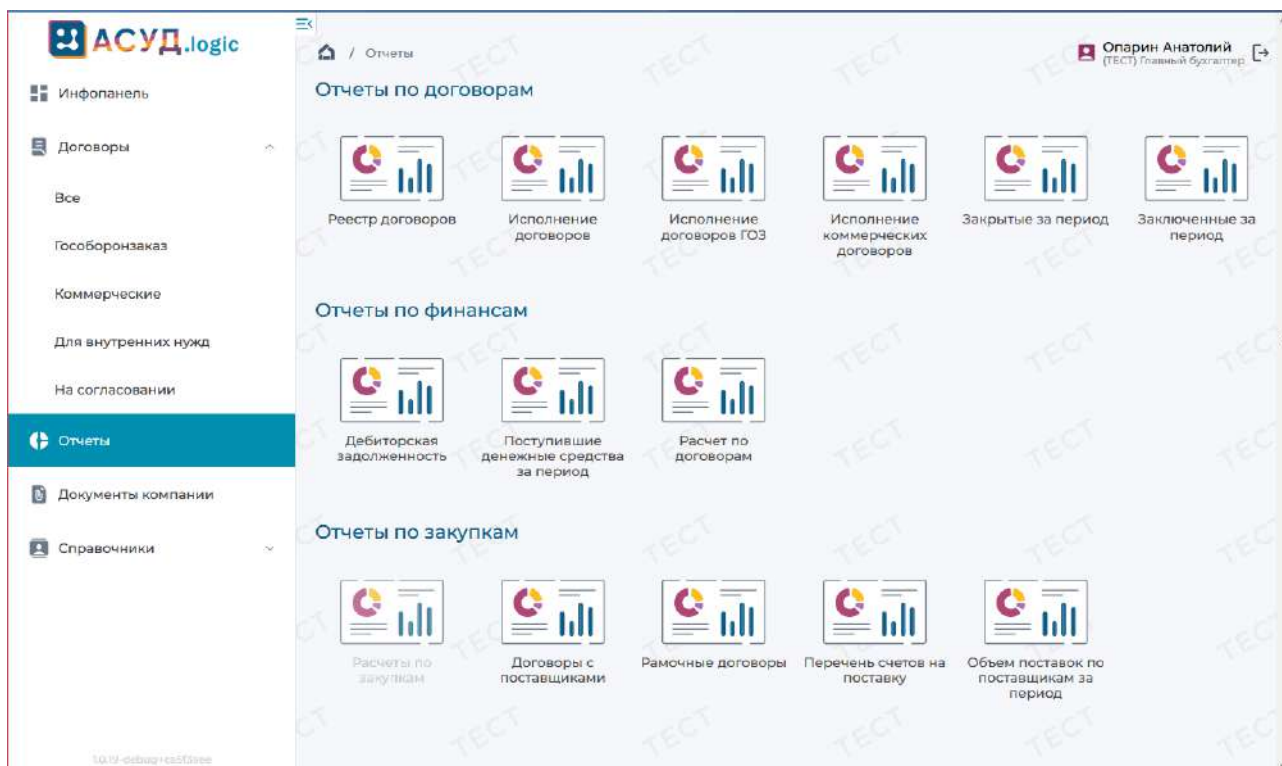 АСУД.logic
/ Отчеты
Опарин Анатолий
(ТЕСТ) Главный бухгалтер
Инфопанель
Договоры
Все
Гособоронзаказ
Коммерческие
Для внутренних нужд
На согласовании
Отчеты
Документы компании
Справочники
Отчеты по договорам
Реестр договоров
Исполнение
договоров
Исполнение
договоров ГОЗ
Исполнение
коммерческих
договоров
Закрытые за период
Заключенные за
период
Отчеты по финансам
Дебиторская
задолженность
Поступившие
денежные средства
за период
Расчет по
договорам
Отчеты по закупкам
Расчеты по
закупкам
Договоры с
поставщиками
Рамочные договоры
Перечень счетов на
поставку
Объем поставок по
поставщикам за
период
ТЕСТ